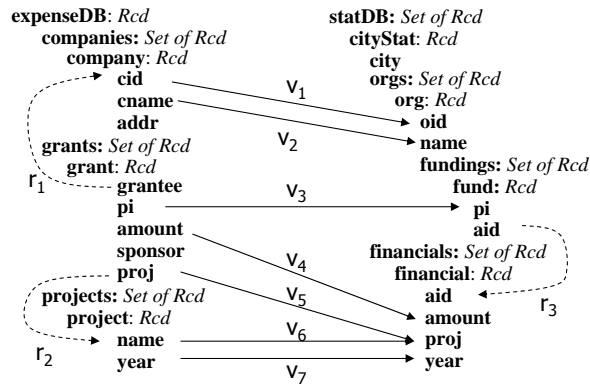 expenseDB: Rcd
companies: Set of Rcd
company: Rcd
cid
cname
addr
grants: Set of Rcd
grant: Rcd
grantee
pi
amount
sponsor
proj
projects: Set of Rcd
project: Rcd
name
year
r1
r2
v1
v2
v3
v4
v5
v6
v7
statDB: Set of Rcd
cityStat: Rcd
city
orgs: Set of Rcd
org: Rcd
oid
name
fundings: Set of Rcd
fund: Rcd
pi
aid
financials: Set of Rcd
financial: Rcd
aid
amount
proj
year
r3